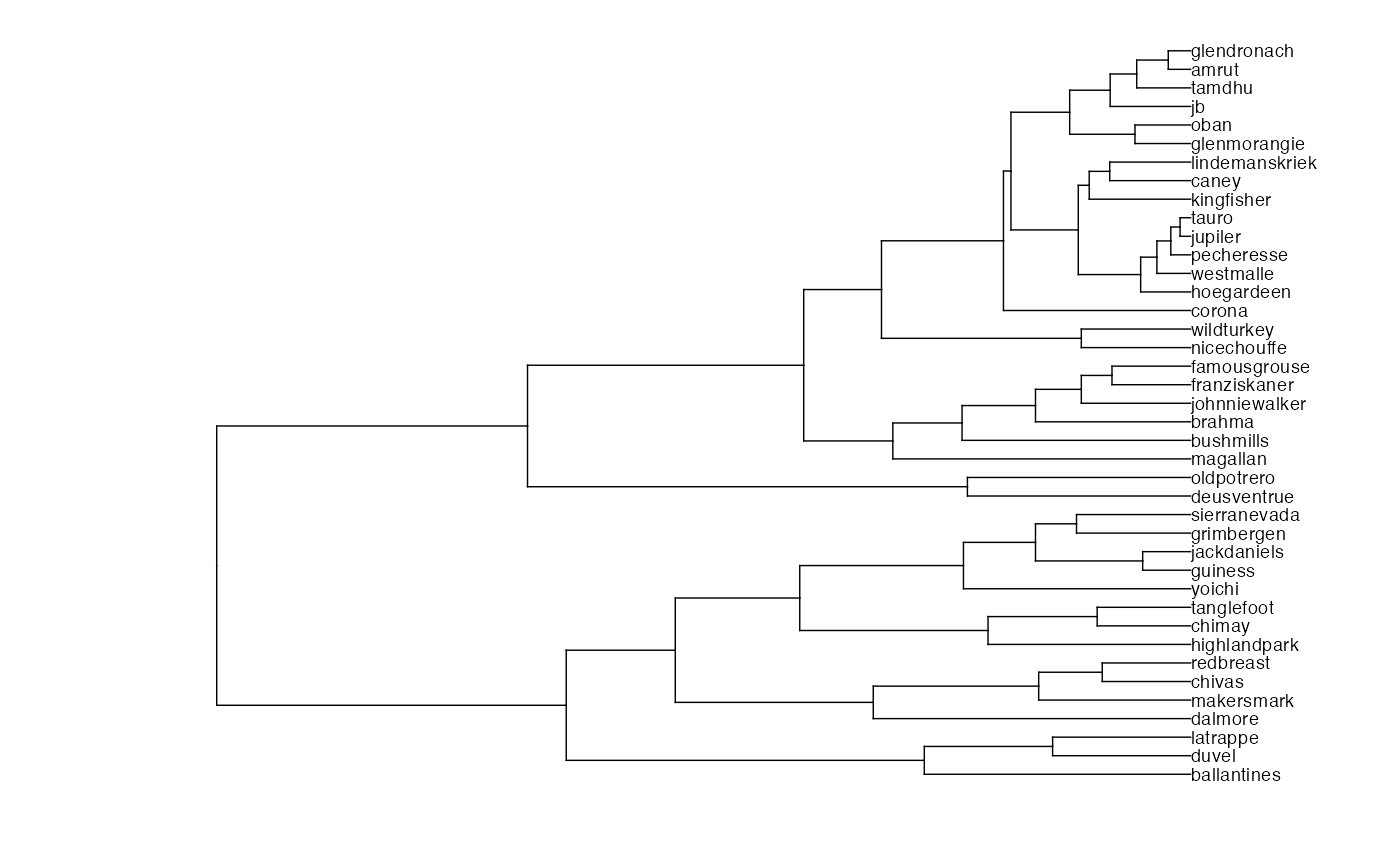 glendronach
amrut
tamdhu
jb
oban
glenmorangie
lindemanskriek
caney
kingfisher
tauro
jupiler
pecheresse
westmalle
hoegardeen
corona
wildturkey
nicechouffe
famousgrouse
franziskaner
johnniewalker
brahma
bushmills
magallan
oldpotrero
deusventrue
sierranevada
grimbergen
jackdaniels
guiness
yoichi
tanglefoot
chimay
highlandpark
redbreast
chivas
makersmark
dalmore
latrappe
duvel
ballantines